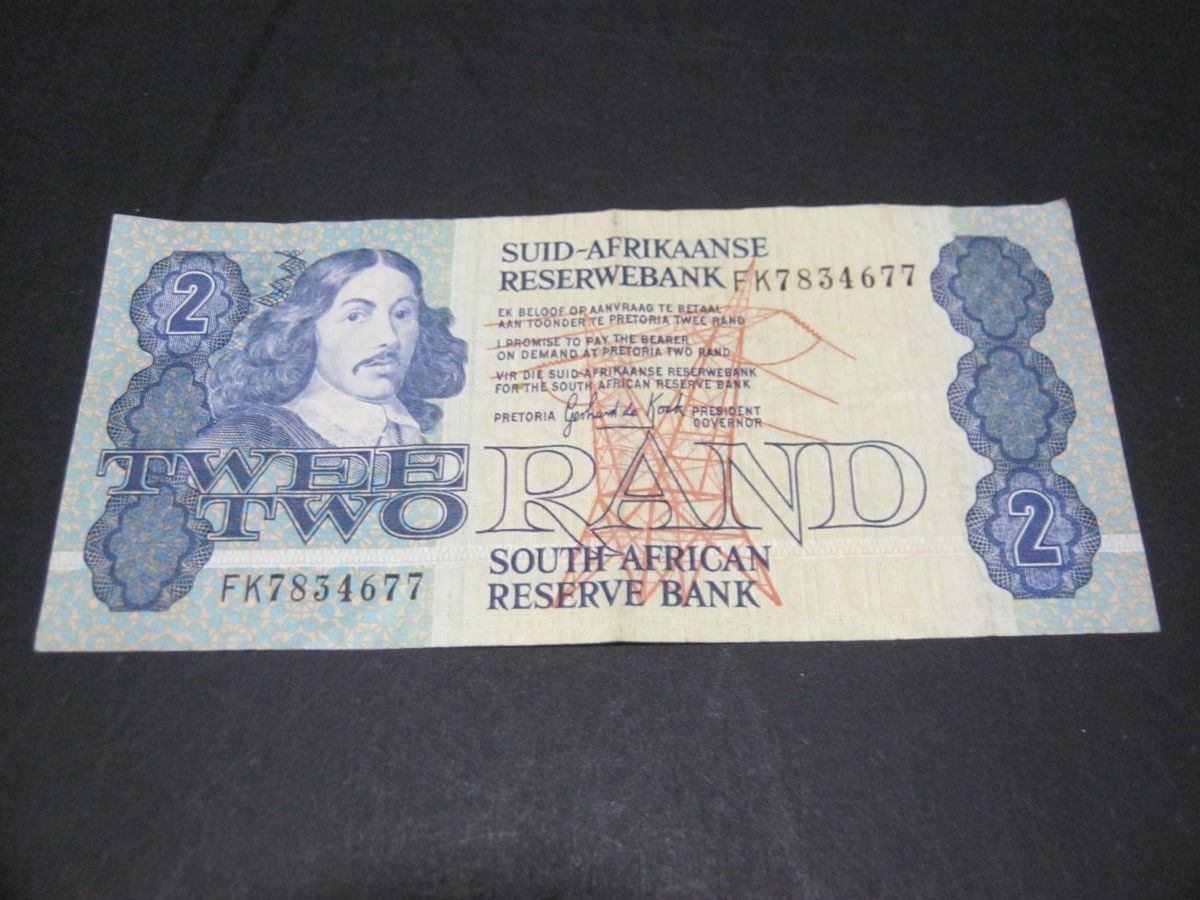 2
SUID-AFRIKAANSE
RESERWEBANK FK7834677
EK BELOOF OP AANVRAAG TE BETAAL
AAN TOONDER TE PRETORIA TWEE RAND
I PROMISE TO PAY THE BEARER
ON DEMAND AT PRETORIA TWO RAND
VIR DIE SUID-AFRIKAANSE RESERWEBANK
FOR THE SOUTH AFRICAN RESERVE BANK
PRETORIA Gerhard de Kock PRESIDENT
GOVERNOR
TWEE
TWO
RAND
2
SOUTH AFRICAN
RESERVE BANK
FK7834677